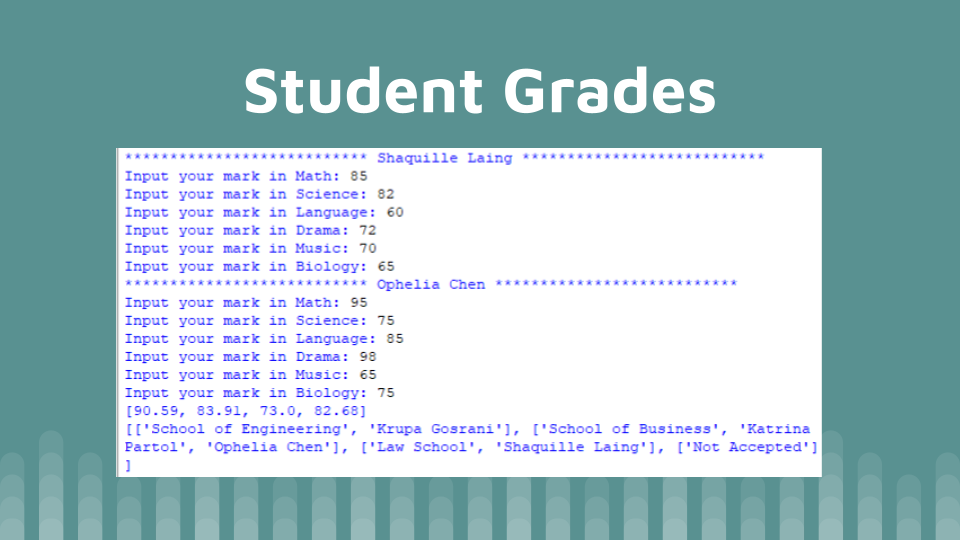 Student Grades
*************************** Shaquille Laing ***************************
Input your mark in Math: 85
Input your mark in Science: 82
Input your mark in Language: 60
Input your mark in Drama: 72
Input your mark in Music: 70
Input your mark in Biology: 65
*************************** Ophelia Chen ***************************
Input your mark in Math: 95
Input your mark in Science: 75
Input your mark in Language: 85
Input your mark in Drama: 98
Input your mark in Music: 65
Input your mark in Biology: 75
[90.59, 83.91, 73.0, 82.68]
[['School of Engineering', 'Krupa Gosrani'], ['School of Business', 'Katrina
Partol', 'Ophelia Chen'], ['Law School', 'Shaquille Laing'], ['Not Accepted']
]